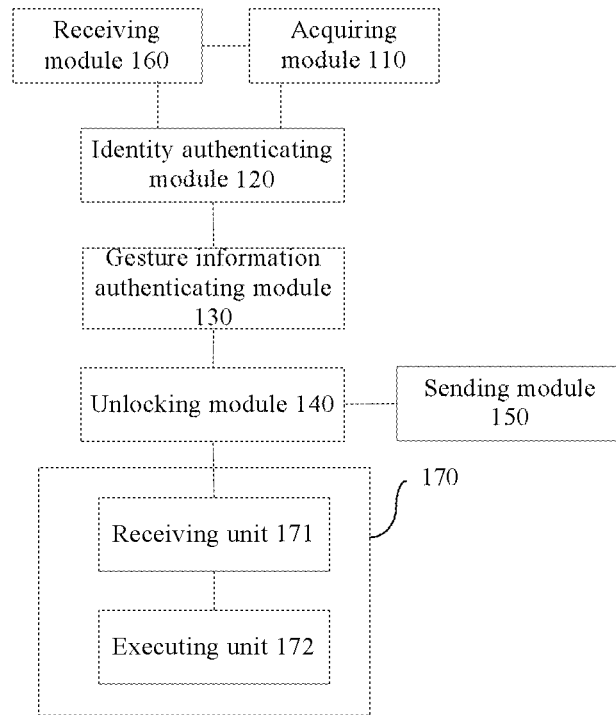 Receiving
module 160
Acquiring
module 110
Identity authenticating
module 120
Gesture information
authenticating module
130
Unlocking module 140
Sending module
150
170
Receiving unit 171
Executing unit 172